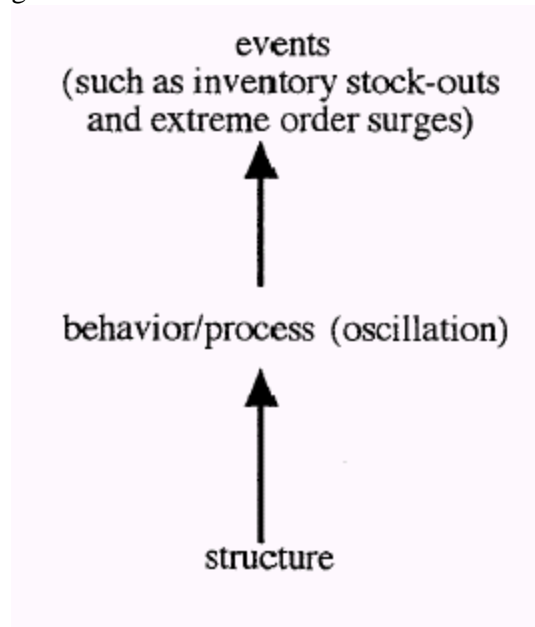 events
(such as inventory stock-outs
and extreme order surges)
behavior/process (oscillation)
structure